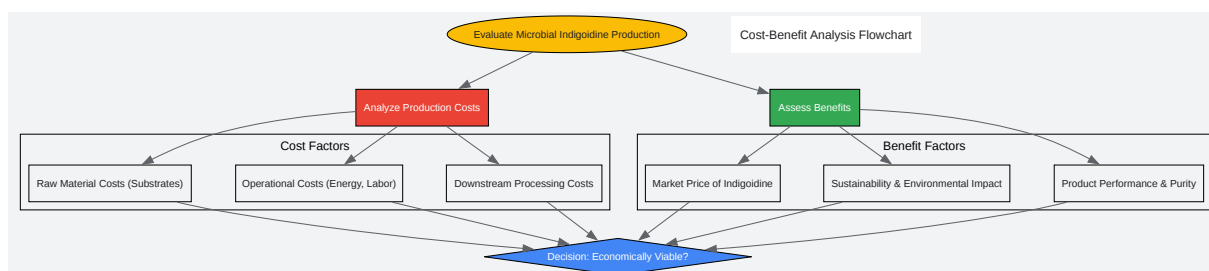 Evaluate Microbial Indigoidine Production
Cost-Benefit Analysis Flowchart
Analyze Production Costs
Assess Benefits
Cost Factors
Benefit Factors
Raw Material Costs (Substrates)
Operational Costs (Energy, Labor)
Downstream Processing Costs
Market Price of Indigoidine
Sustainability & Environmental Impact
Product Performance & Purity
Decision: Economically Viable?